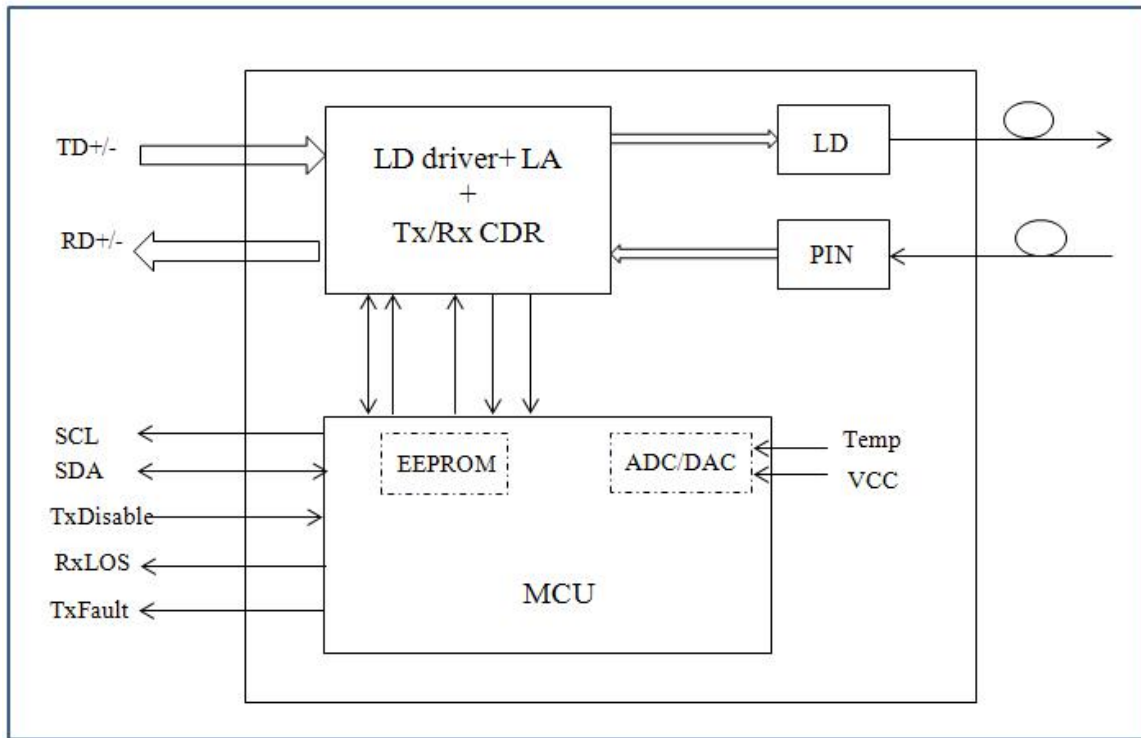 TD+/-
RD+/-
LD driver+ LA
+
Tx/Rx CDR
LD
PIN
SCL
SDA
TxDisable
RxLOS
TxFault
EEPROM
ADC/DAC
MCU
Temp
VCC